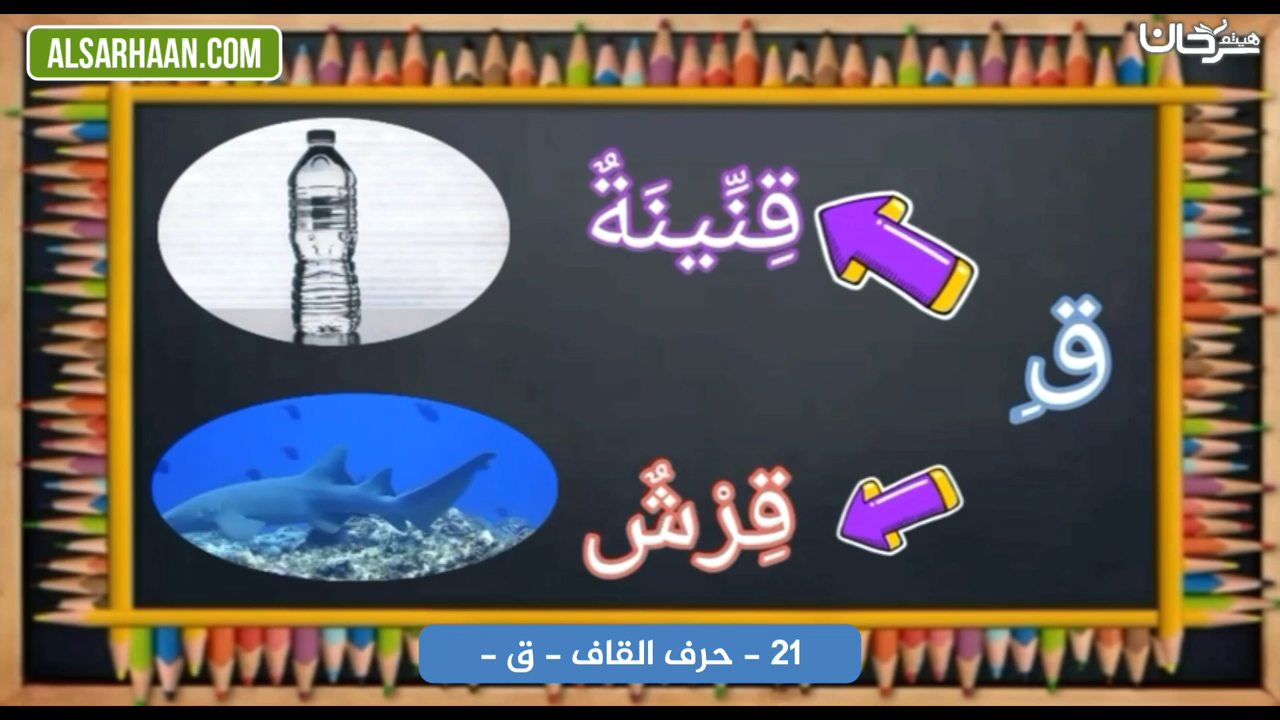 ALSARHAAN.COM
هيثم سرحان
قِنِّينَةٌ
قِ
قِرْشٌ
21 - حرف القاف - ق -